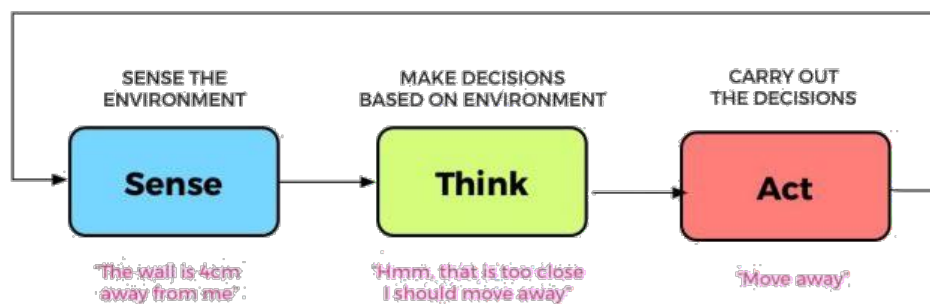 SENSE THE
ENVIRONMENT
MAKE DECISIONS
BASED ON ENVIRONMENT
CARRY OUT
THE DECISIONS
Sense
Think
Act
"The wall is 4cm
away from me"
"Hmm, that is too close
I should move away"
"Move away"